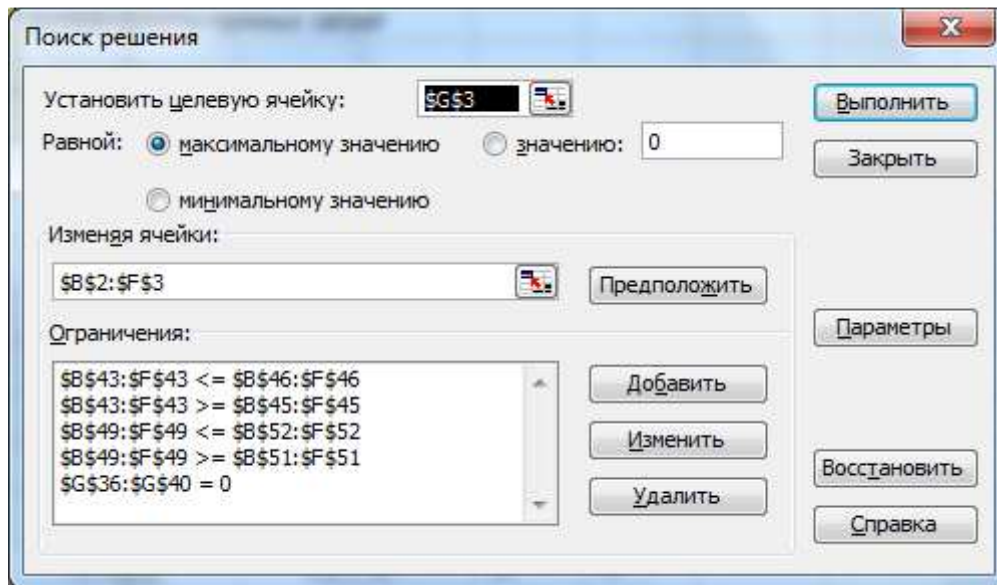 Поиск решения
Установить целевую ячейку: $G$3
Выполнить
Равной: максимальному значению значению: 0
Закрыть
минимальному значению
Изменяя ячейки:
$B$2:$F$3
Предположить
Ограничения:
Параметры
$B$43:$F$43 <= $B$46:$F$46
$B$43:$F$43 >= $B$45:$F$45
$B$49:$F$49 <= $B$52:$F$52
$B$49:$F$49 >= $B$51:$F$51
$G$36:$G$40 = 0
Добавить
Изменить
Удалить
Восстановить
Справка